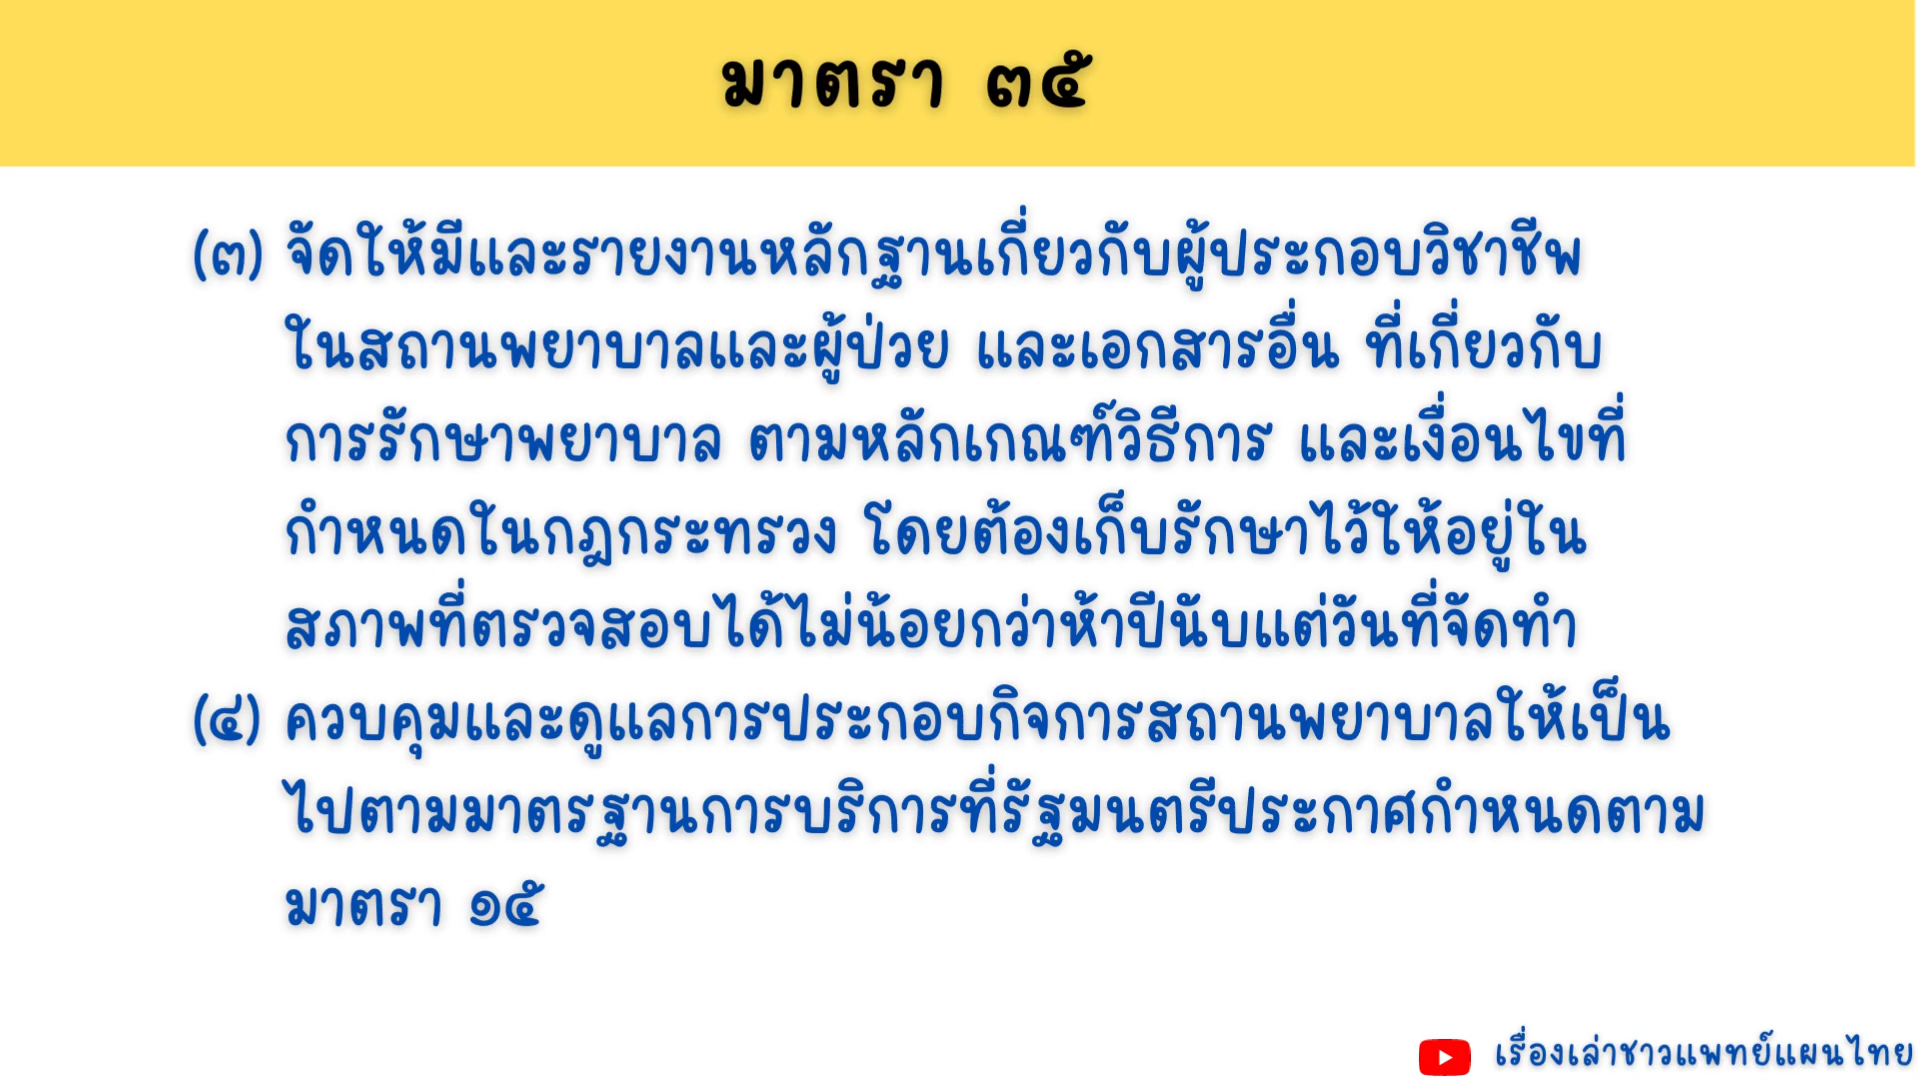 มาตรา ๓๕
(๓) จัดให้มีและรายงานหลักฐานเกี่ยวกับผู้ประกอบวิชาชีพ
ในสถานพยาบาลและผู้ป่วย และเอกสารอื่น ที่เกี่ยวกับ
การรักษาพยาบาล ตามหลักเกณฑ์วิธีการ และเงื่อนไขที่
กำหนดในกฎกระทรวง โดยต้องเก็บรักษาไว้ให้อยู่ใน
สภาพที่ตรวจสอบได้ไม่น้อยกว่าห้าปีนับแต่วันที่จัดทำ
(๔) ควบคุมและดูแลการประกอบกิจการสถานพยาบาลให้เป็น
ไปตามมาตรฐานการบริการที่รัฐมนตรีประกาศกำหนดตาม
มาตรา ๑๕
เรื่องเล่าชาวแพทย์แผนไทย